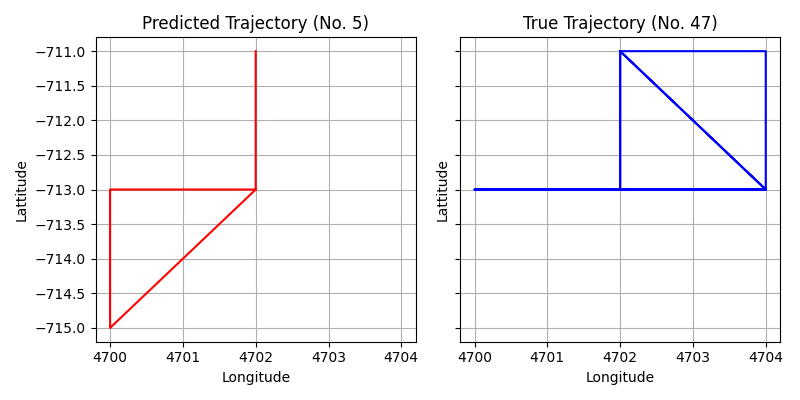 Predicted Trajectory (No. 5)
True Trajectory (No. 47)
−711.0
−711.5
−712.0
−712.5
−713.0
−713.5
−714.0
−714.5
−715.0
Lattitude
Lattitude
4700 4701 4702 4703 4704
4700 4701 4702 4703 4704
Longitude
Longitude